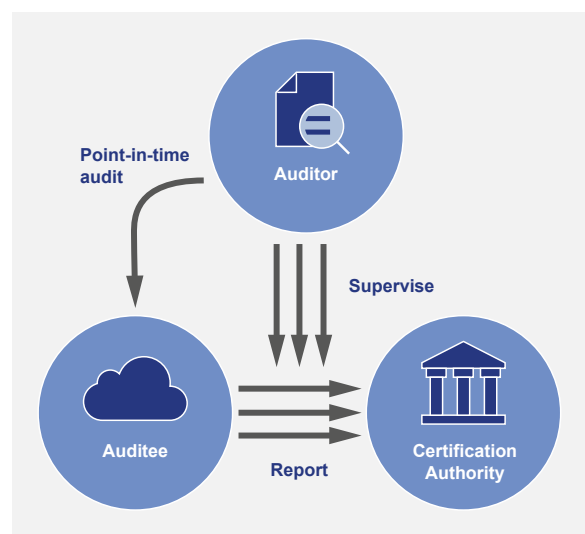 Auditor
Point-in-time
audit
Supervise
Auditee
Certification
Authority
Report